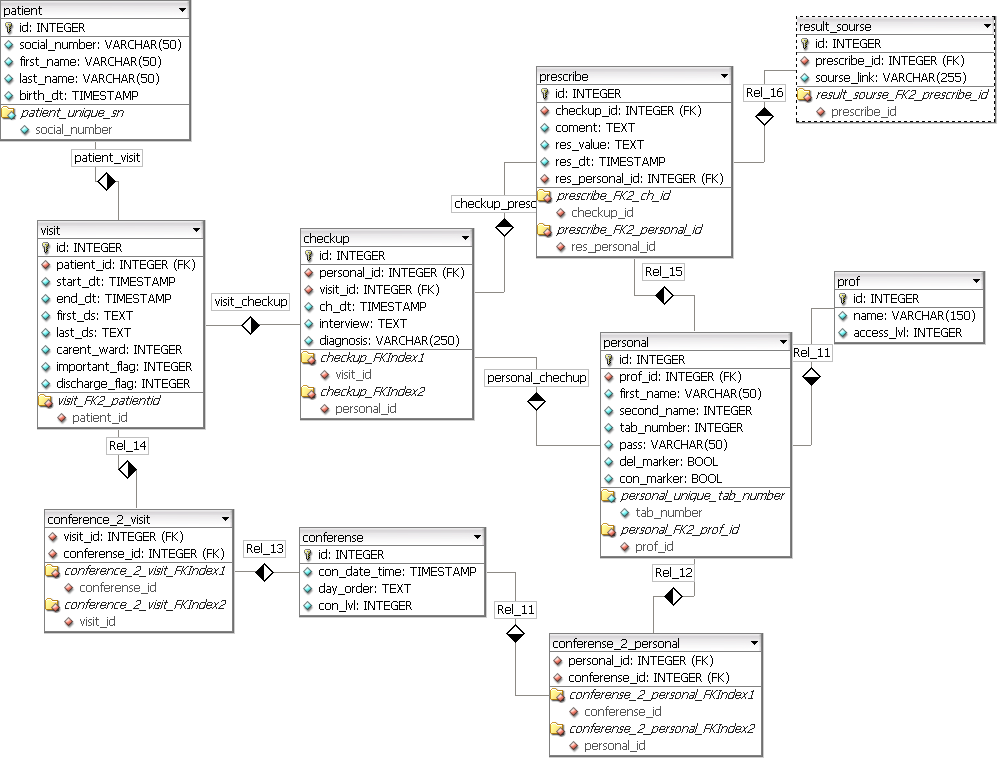 patient
id: INTEGER
social_number: VARCHAR(50)
first_name: VARCHAR(50)
last_name: VARCHAR(50)
birth_dt: TIMESTAMP
patient_unique_sn
social_number
patient_visit
visit
id: INTEGER
patient_id: INTEGER (FK)
start_dt: TIMESTAMP
end_dt: TIMESTAMP
first_ds: TEXT
last_ds: TEXT
carent_ward: INTEGER
important_flag: INTEGER
discharge_flag: INTEGER
visit_FK2_patientid
patient_id
visit_checkup
checkup
id: INTEGER
personal_id: INTEGER (FK)
visit_id: INTEGER (FK)
ch_dt: TIMESTAMP
interview: TEXT
diagnosis: VARCHAR(250)
checkup_FKIndex1
visit_id
checkup_FKIndex2
personal_id
checkup_presc
prescribe
id: INTEGER
checkup_id: INTEGER (FK)
coment: TEXT
res_value: TEXT
res_dt: TIMESTAMP
res_personal_id: INTEGER (FK)
prescribe_FK2_ch_id
checkup_id
prescribe_FK2_personal_id
res_personal_id
Rel_16
result_sourse
id: INTEGER
prescribe_id: INTEGER (FK)
sourse_link: VARCHAR(255)
result_sourse_FK2_prescribe_id
prescribe_id
Rel_15
prof
id: INTEGER
name: VARCHAR(150)
access_lvl: INTEGER
Rel_11
personal_chechup
personal
id: INTEGER
prof_id: INTEGER (FK)
first_name: VARCHAR(50)
second_name: INTEGER
tab_number: INTEGER
pass: VARCHAR(50)
del_marker: BOOL
con_marker: BOOL
personal_unique_tab_number
tab_number
personal_FK2_prof_id
prof_id
Rel_14
conference_2_visit
visit_id: INTEGER (FK)
conferense_id: INTEGER (FK)
conference_2_visit_FKIndex1
conferense_id
conference_2_visit_FKIndex2
visit_id
Rel_13
conferense
id: INTEGER
con_date_time: TIMESTAMP
day_order: TEXT
con_lvl: INTEGER
Rel_11
Rel_12
conferense_2_personal
personal_id: INTEGER (FK)
conferense_id: INTEGER (FK)
conferense_2_personal_FKIndex1
conferense_id
conferense_2_personal_FKIndex2
personal_id